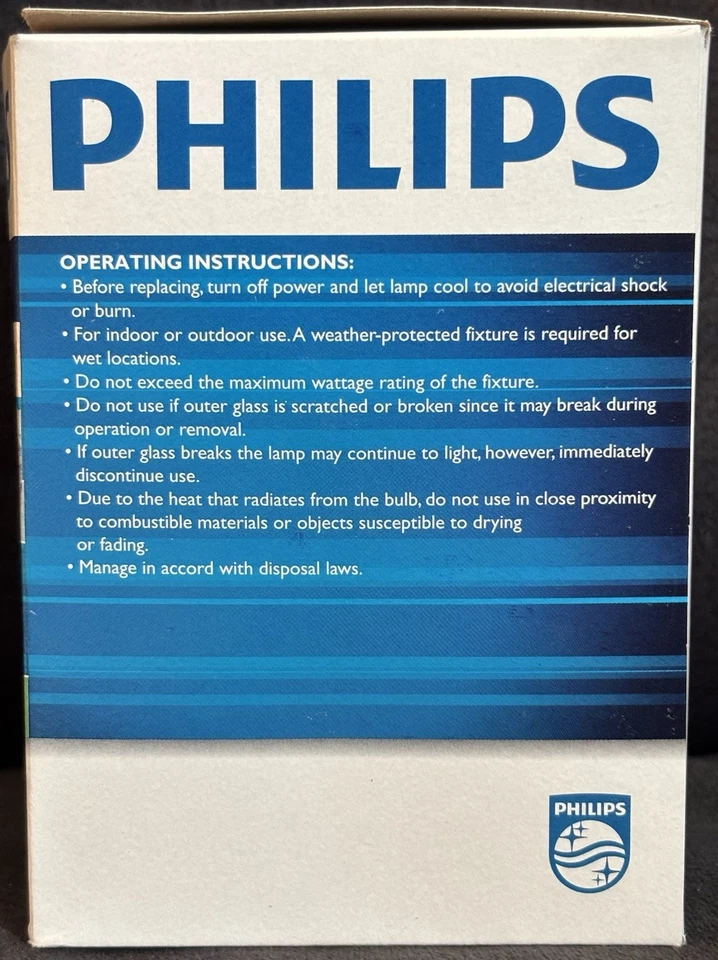 PHILIPS
OPERATING INSTRUCTIONS:
• Before replacing, turn off power and let lamp cool to avoid electrical shock
or burn.
• For indoor or outdoor use. A weather-protected fixture is required for
wet locations.
• Do not exceed the maximum wattage rating of the fixture.
• Do not use if outer glass is scratched or broken since it may break during
operation or removal.
• If outer glass breaks the lamp may continue to light, however, immediately
discontinue use.
• Due to the heat that radiates from the bulb, do not use in close proximity
to combustible materials or objects susceptible to drying
or fading.
• Manage in accord with disposal laws.
PHILIPS